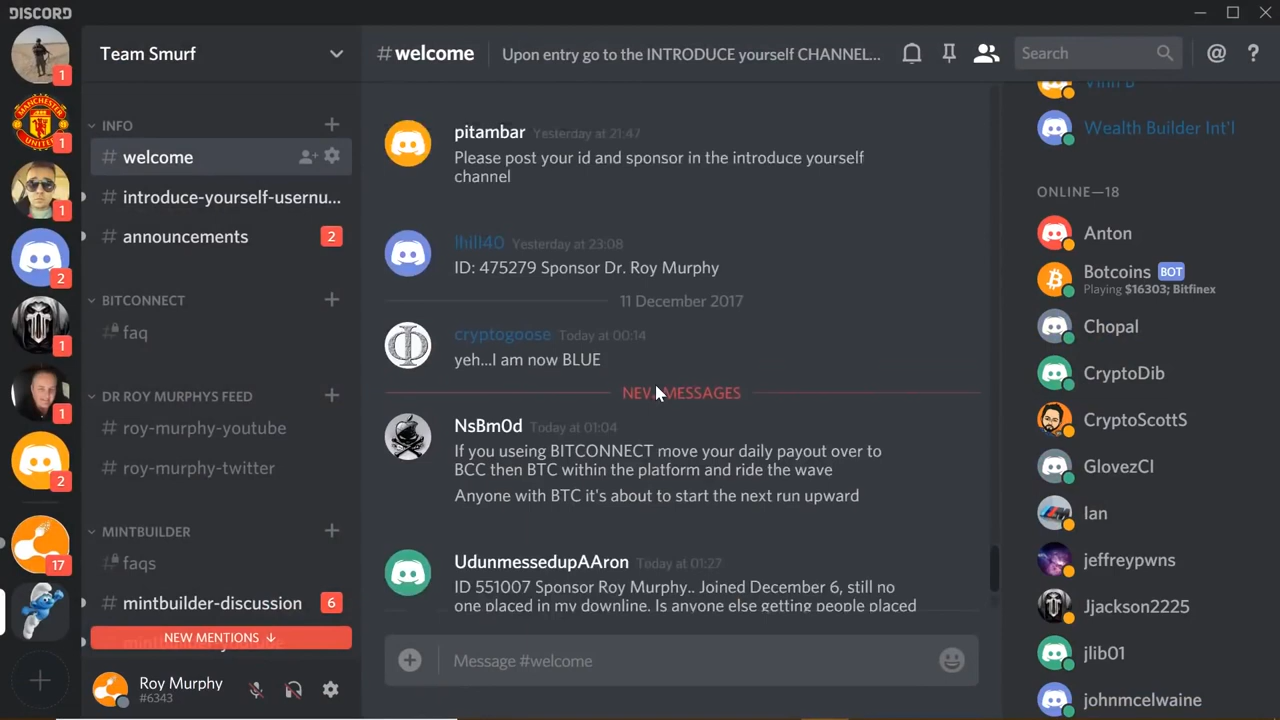 DISCORD
Team Smurf
# welcome
Upon entry go to the INTRODUCE yourself CHANNEL...
Search
@
?
1
MANCHESTER
UNITED
1
1
2
1
1
2
17
INFO
# welcome
# introduce-yourself-usernu...
# announcements
2
BITCONNECT
faq
DR ROY MURPHYS FEED
# roy-murphy-youtube
# roy-murphy-twitter
MINTBUILDER
faqs
# mintbuilder-discussion
6
NEW MENTIONS ↓
Roy Murphy
#6343
pitambar Yesterday at 21:47
Please post your id and sponsor in the introduce yourself
channel
lhill40 Yesterday at 23:08
ID: 475279 Sponsor Dr. Roy Murphy
11 December 2017
cryptogoose Today at 00:14
yeh...I am now BLUE
NEW MESSAGES
NsBm0d Today at 01:04
If you useing BITCONNECT move your daily payout over to
BCC then BTC within the platform and ride the wave
Anyone with BTC it's about to start the next run upward
UdunmessedupAAron Today at 01:27
ID 551007 Sponsor Roy Murphy.. Joined December 6, still no
one placed in my downline. Is anyone else getting people placed
Message #welcome
Vinn B
Wealth Builder Int'l
ONLINE—18
Anton
Botcoins BOT
Playing $16303; Bitfinex
Chopal
CryptoDib
CryptoScottS
GlovezCI
Ian
jeffreypwns
Jjackson2225
jlib01
johnmcelwaine